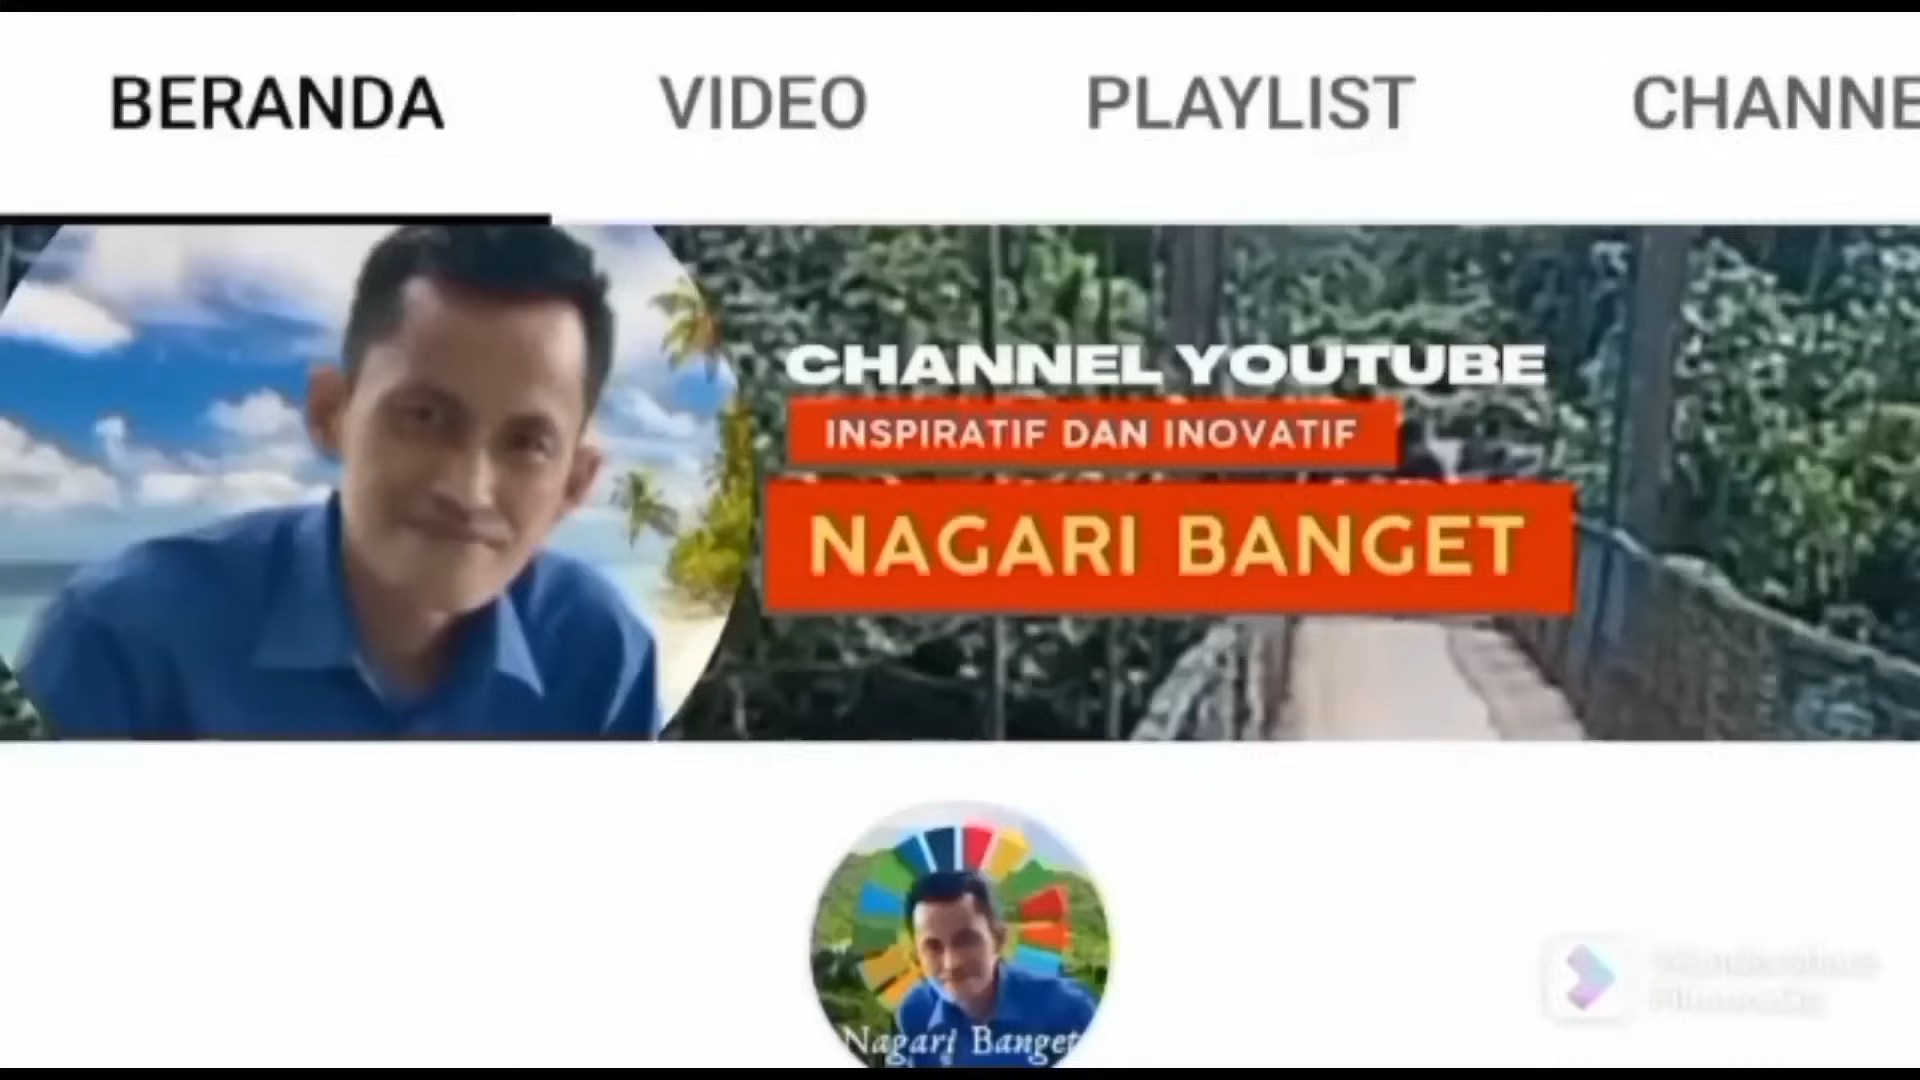 BERANDA VIDEO PLAYLIST CHANNE
CHANNEL YOUTUBE
INSPIRATIF DAN INOVATIF
NAGARI BANGET
Nagari Banget